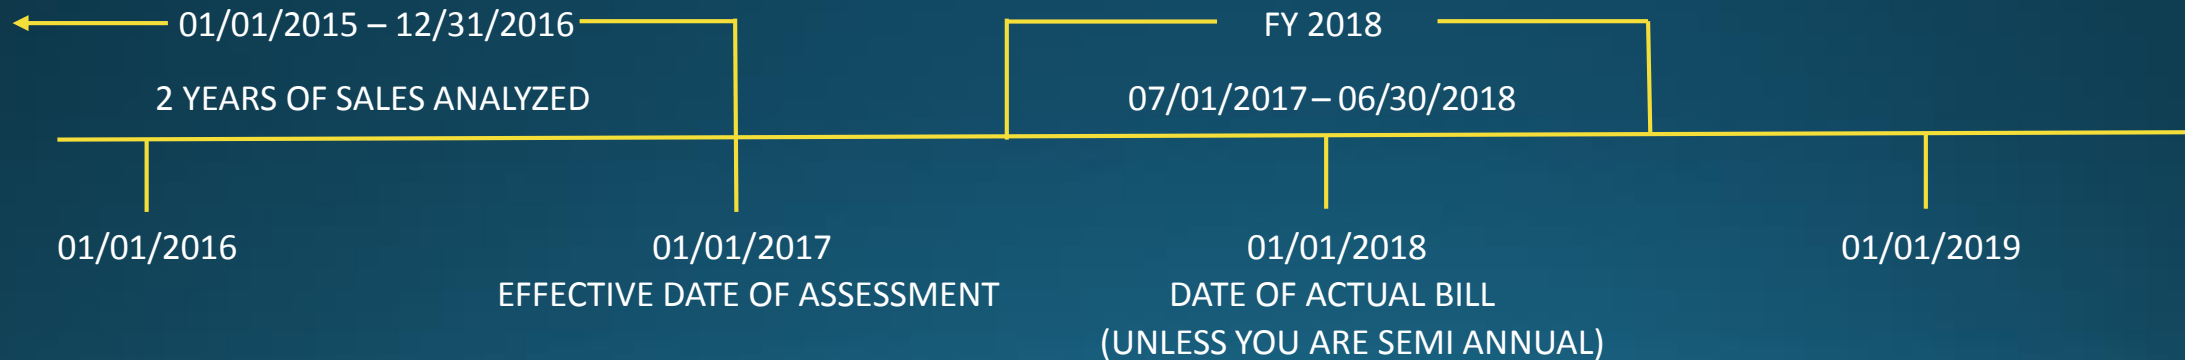 01/01/2015 – 12/31/2016
2 YEARS OF SALES ANALYZED
FY 2018
07/01/2017 – 06/30/2018
01/01/2016
01/01/2017
EFFECTIVE DATE OF ASSESSMENT
01/01/2018
DATE OF ACTUAL BILL
(UNLESS YOU ARE SEMI ANNUAL)
01/01/2019